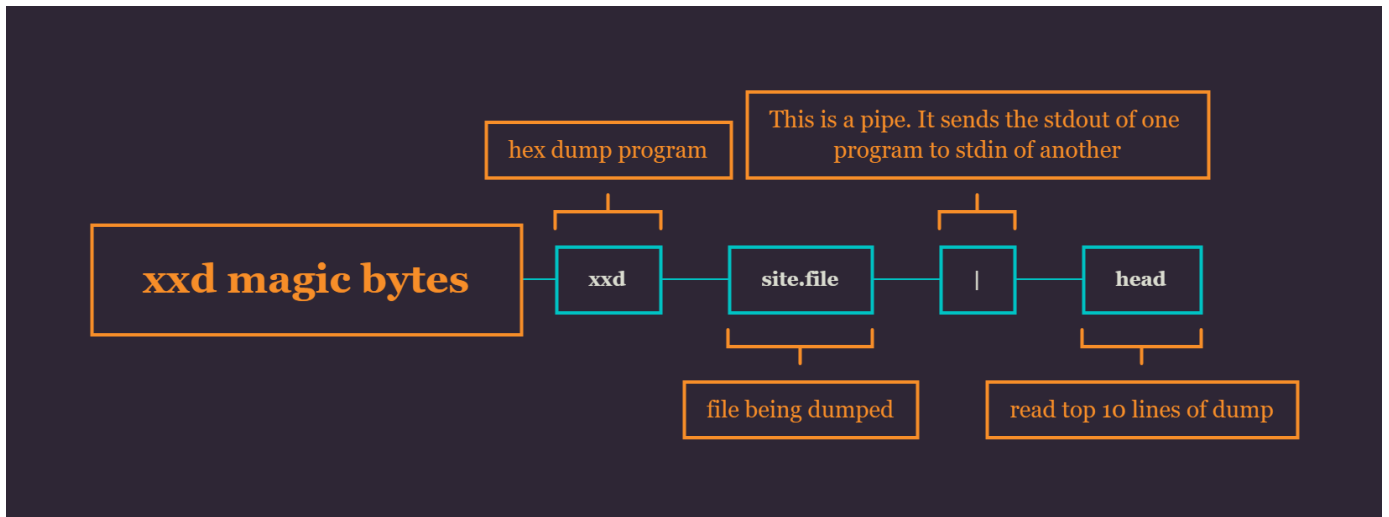 This is a pipe. It sends the stdout of one
program to stdin of another
hex dump program
xxd magic bytes
xxd
site.file
|
head
file being dumped
read top 10 lines of dump